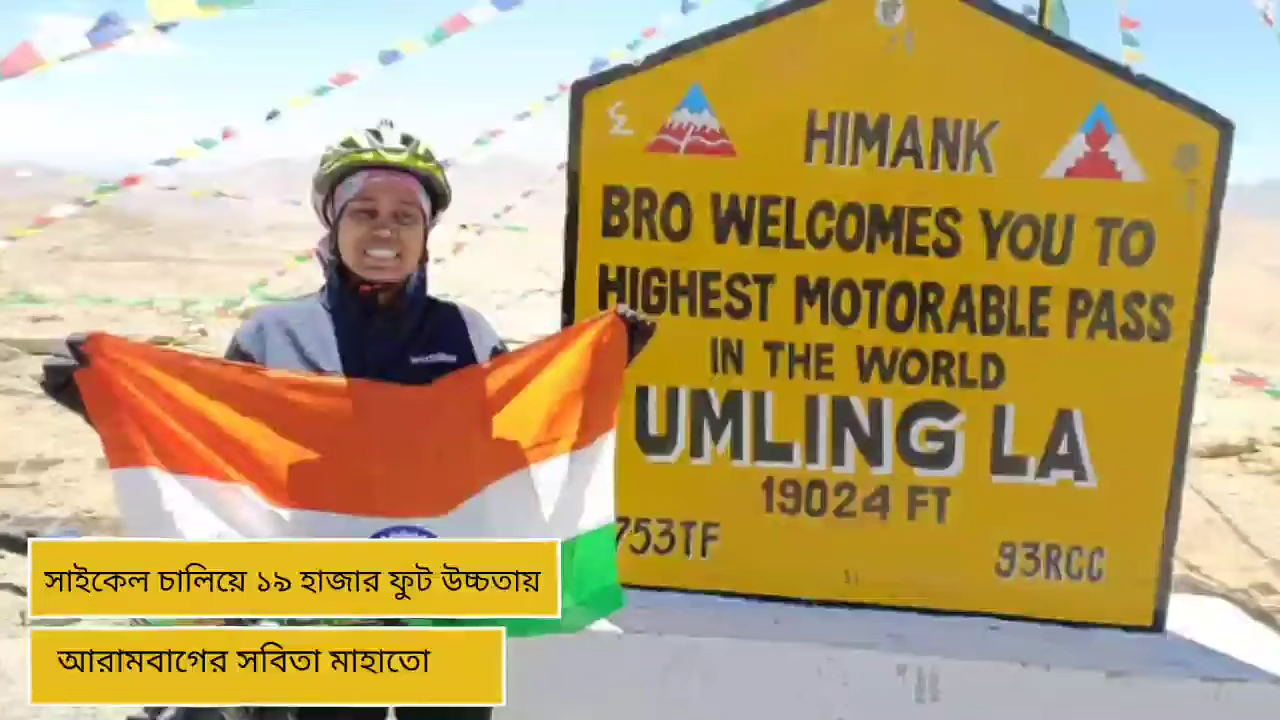 HIMANK
BRO WELCOMES YOU TO
HIGHEST MOTORABLE PASS
IN THE WORLD
UMLING LA
19024 FT
753TF
93RCC
সাইকেল চালিয়ে ১৯ হাজার ফুট উচ্চতায়
আরামবাগের সবিতা মাহাতো